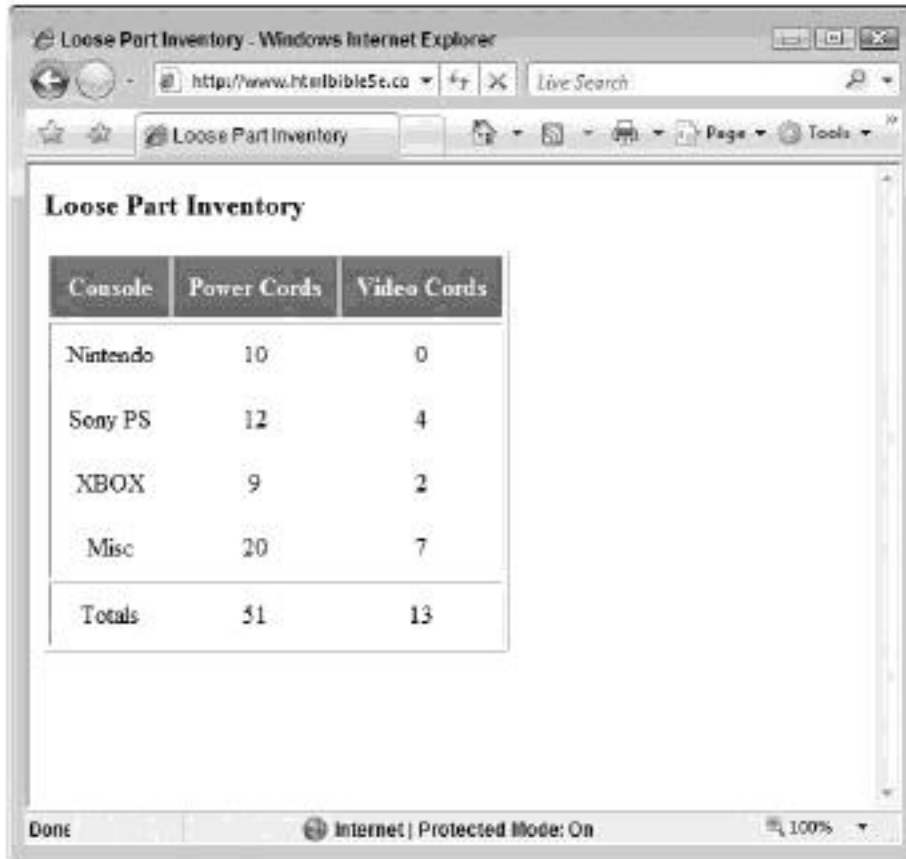 Loose Part Inventory - Windows Internet Explorer
http://www.htmlbible5e.co Live Search
Loose Part Inventory Page Tools
Loose Part Inventory
Console Power Cords Video Cords
Nintendo 10 0
Sony PS 12 4
XBOX 9 2
Misc 20 7
Totals 51 13
Done Internet | Protected Mode: On 100%